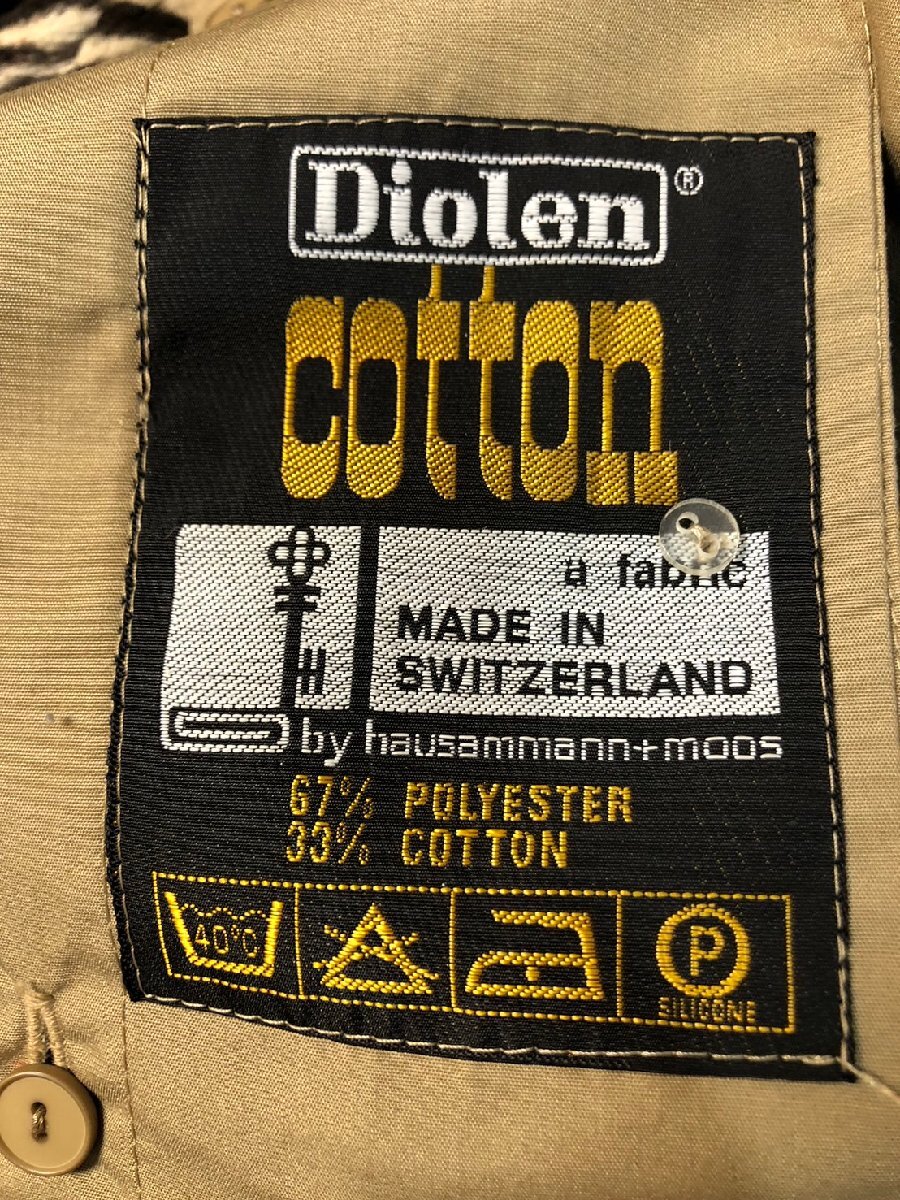 Diolen ®
cotton
a fabric
MADE IN
SWITZERLAND
H
by hausammann+moos
67% POLYESTER
33% COTTON
40°C
P
SILICONE